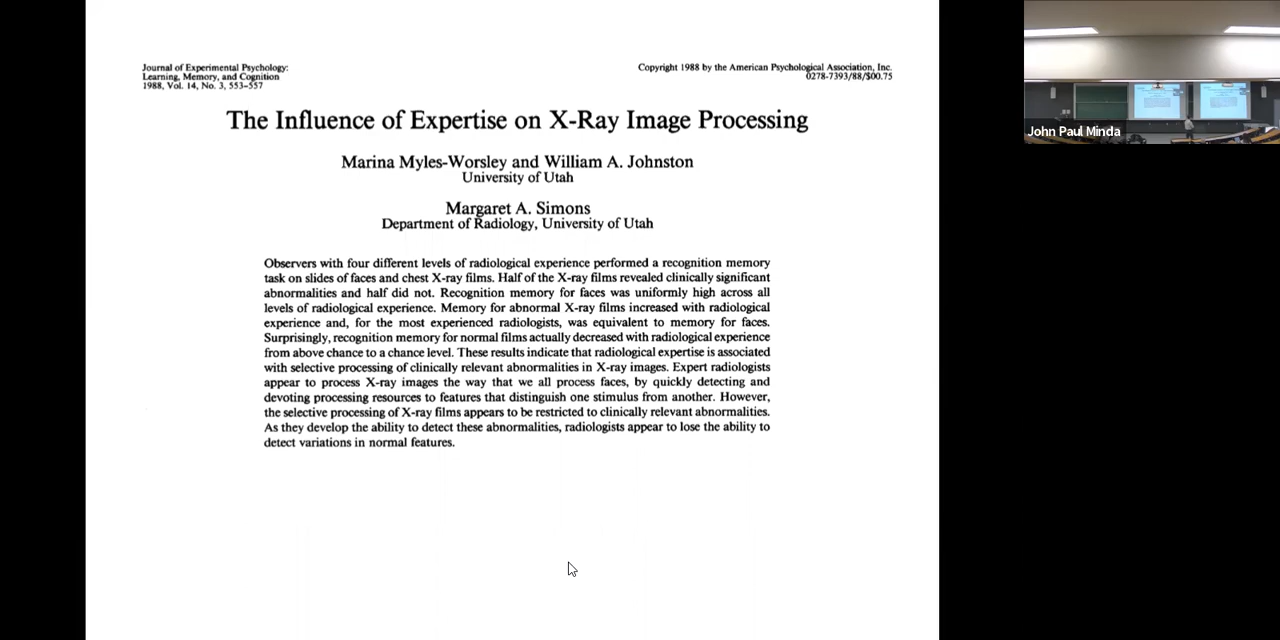 Journal of Experimental Psychology:
Learning, Memory, and Cognition
1988, Vol. 14, No. 3, 553-557
Copyright 1988 by the American Psychological Association, Inc.
0278-7393/88/$00.75
The Influence of Expertise on X-Ray Image Processing
Marina Myles-Worsley and William A. Johnston
University of Utah
Margaret A. Simons
Department of Radiology, University of Utah
Observers with four different levels of radiological experience performed a recognition memory
task on slides of faces and chest X-ray films. Half of the X-ray films revealed clinically significant
abnormalities and half did not. Recognition memory for faces was uniformly high across all
levels of radiological experience. Memory for abnormal X-ray films increased with radiological
experience and, for the most experienced radiologists, was equivalent to memory for faces.
Surprisingly, recognition memory for normal films actually decreased with radiological experience
from above chance to a chance level. These results indicate that radiological expertise is associated
with selective processing of clinically relevant abnormalities in X-ray images. Expert radiologists
appear to process X-ray images the way that we all process faces, by quickly detecting and
devoting processing resources to features that distinguish one stimulus from another. However,
the selective processing of X-ray films appears to be restricted to clinically relevant abnormalities.
As they develop the ability to detect these abnormalities, radiologists appear to lose the ability to
detect variations in normal features.
John Paul Minda